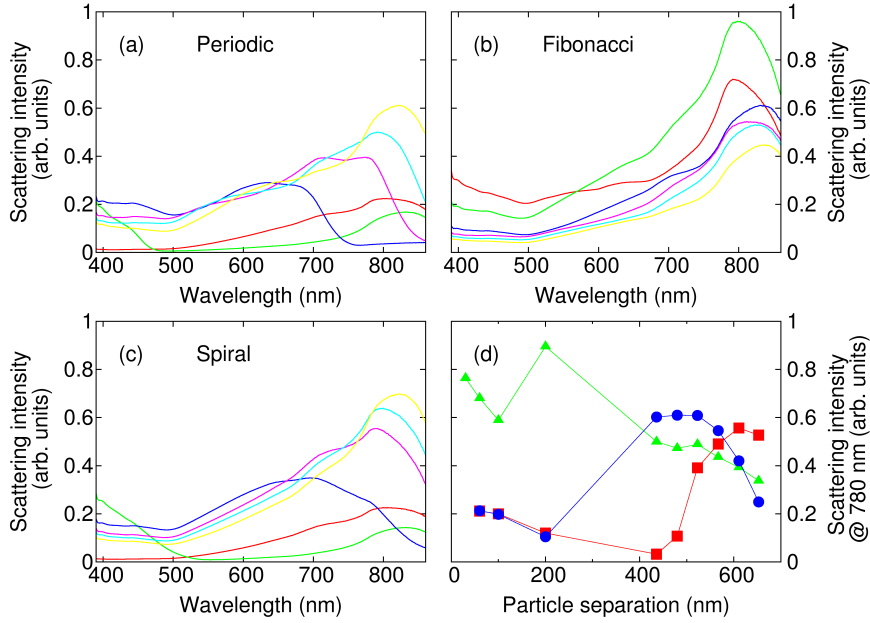 Scattering intensity
(arb. units)
1
0.8
0.6
0.4
0.2
0
(a)
Periodic
400
500
600
700
800
Wavelength (nm)
(b)
Fibonacci
1
0.8
0.6
0.4
0.2
0
Scattering intensity
(arb. units)
400
500
600
700
800
Wavelength (nm)
Scattering intensity
(arb. units)
1
0.8
0.6
0.4
0.2
0
(c)
Spiral
400
500
600
700
800
Wavelength (nm)
(d)
1
0.8
0.6
0.4
0.2
0
Scattering intensity
@ 780 nm (arb. units)
0
200
400
600
Particle separation (nm)